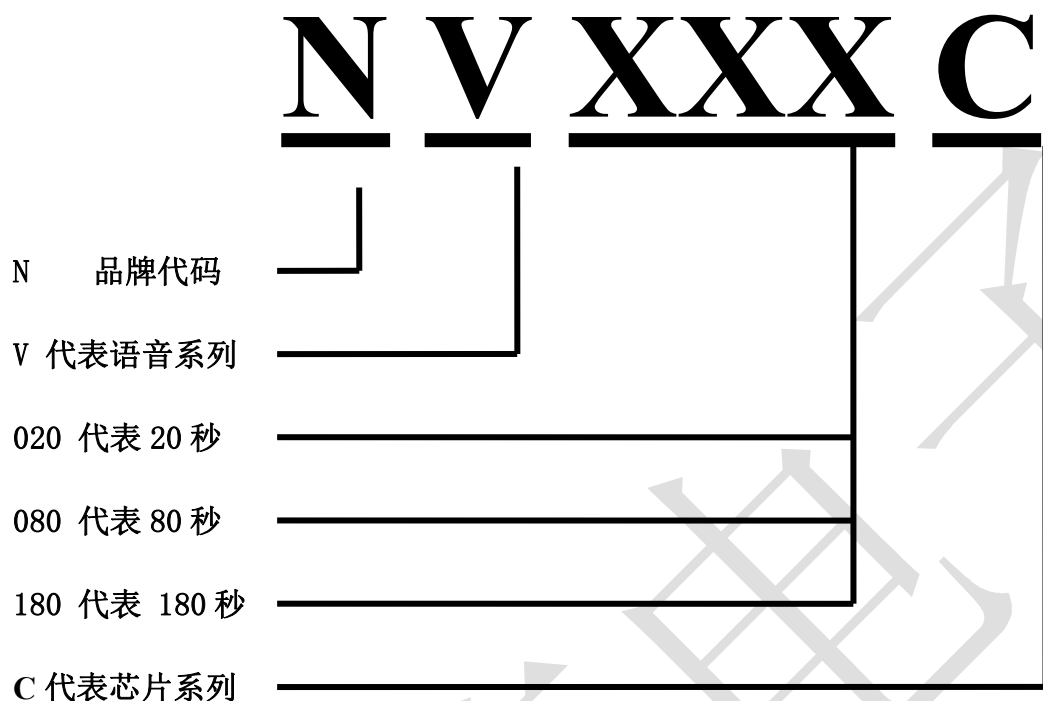 N V XXX C
N 品牌代码
V 代表语音系列
020 代表 20 秒
080 代表 80 秒
180 代表 180 秒
C 代表芯片系列